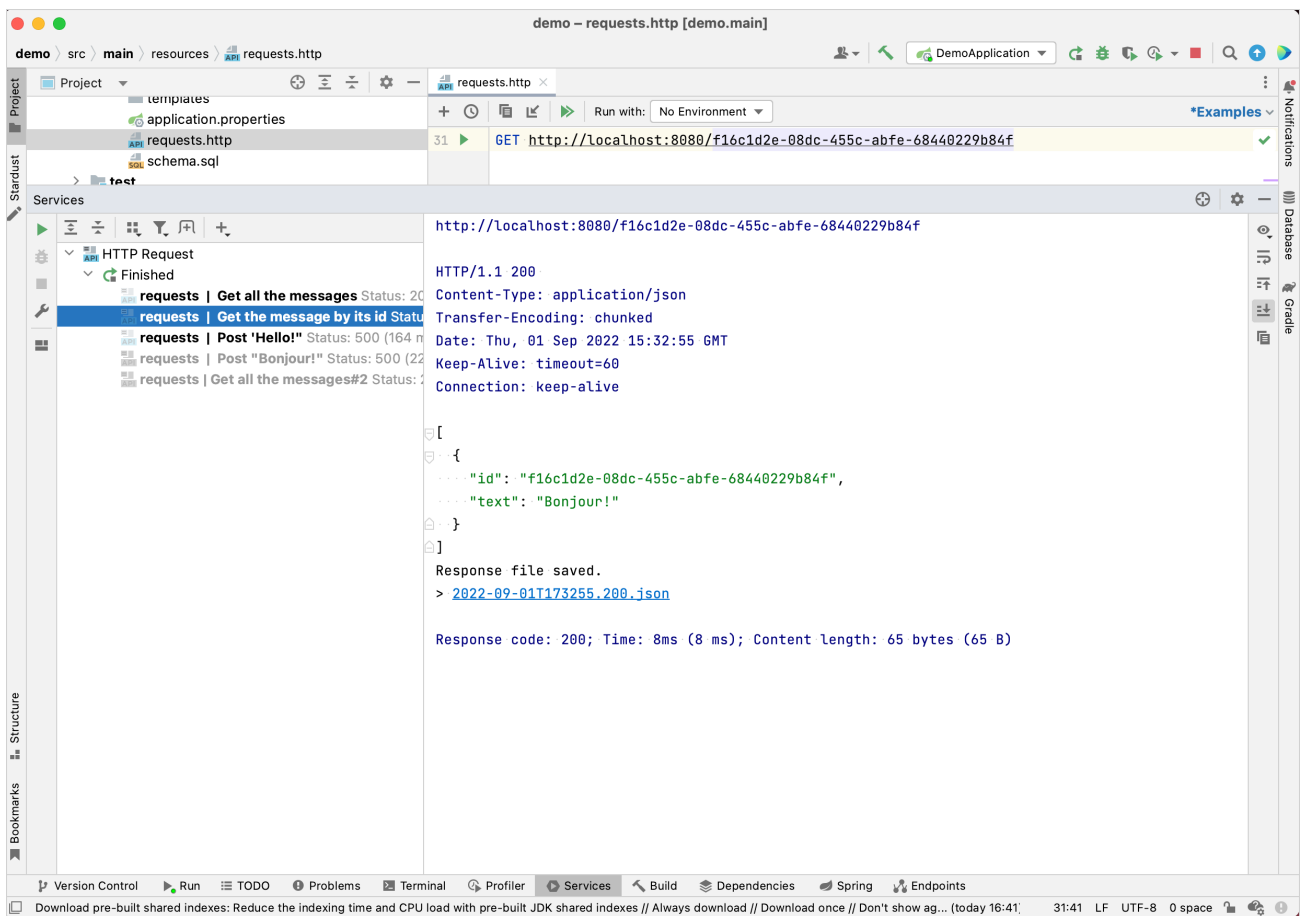 demo – requests.http [demo.main]
demo src main resources requests.http
DemoApplication
Project
requests.http
templates
application.properties
requests.http
schema.sql
test
Run with: No Environment
*Examples
31 GET http://localhost:8080/f16c1d2e-08dc-455c-abfe-68440229b84f
Project
Stardust
Structure
Bookmarks
Notifications
Database
Gradle
Services
HTTP Request
Finished
requests | Get all the messages Status: 20
requests | Get the message by its id Statu
requests | Post 'Hello!" Status: 500 (164 m
requests | Post "Bonjour!" Status: 500 (22
requests | Get all the messages#2 Status: 2
http://localhost:8080/f16c1d2e-08dc-455c-abfe-68440229b84f
HTTP/1.1 200
Content-Type: application/json
Transfer-Encoding: chunked
Date: Thu, 01 Sep 2022 15:32:55 GMT
Keep-Alive: timeout=60
Connection: keep-alive
[
{
"id": "f16c1d2e-08dc-455c-abfe-68440229b84f",
"text": "Bonjour!"
}
]
Response file saved.
> 2022-09-01T173255.200.json
Response code: 200; Time: 8ms (8 ms); Content length: 65 bytes (65 B)
Version Control Run TODO Problems Terminal Profiler Services Build Dependencies Spring Endpoints
Download pre-built shared indexes: Reduce the indexing time and CPU load with pre-built JDK shared indexes // Always download // Download once // Don't show ag... (today 16:41) 31:41 LF UTF-8 0 space